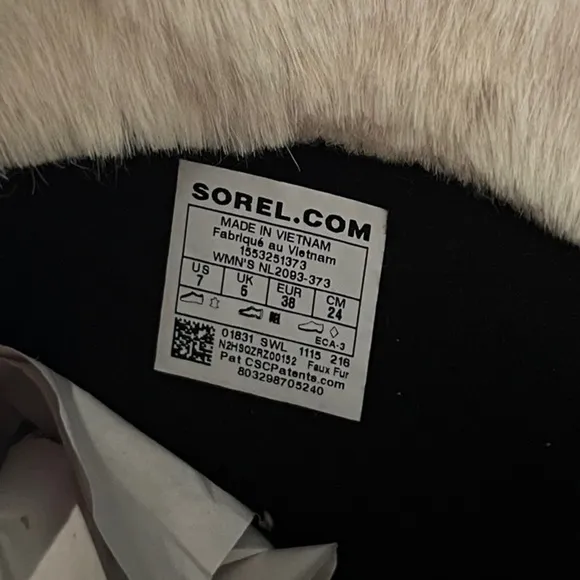 SOREL.COM
MADE IN VIETNAM
Fabriqué au Vietnam
1553251373
WMN'S NL2093-373
US UK EUR CM
7 6 38 24
ECA-3
01831 SWL 1115 216
N2HSQZRZ00152 Faux Fur
Pat CSCPatents.com
803298705240